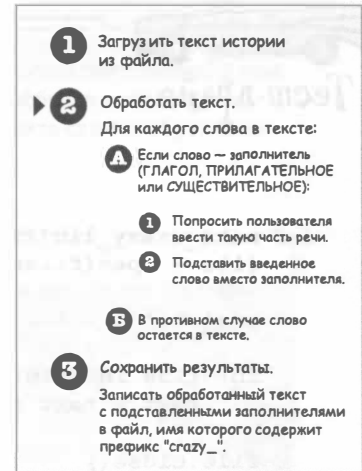 1 Загрузить текст истории
из файла.
2 Обработать текст.
Для каждого слова в тексте:
А Если слово — заполнитель
(ГЛАГОЛ, ПРИЛАГАТЕЛЬНОЕ
или СУЩЕСТВИТЕЛЬНОЕ):
1 Попросить пользователя
ввести такую часть речи.
2 Подставить введенное
слово вместо заполнителя.
Б В противном случае слово
остается в тексте.
3 Сохранить результаты.
Записать обработанный текст
с подставленными заполнителями
в файл, имя которого содержит
префикс "crazy_".